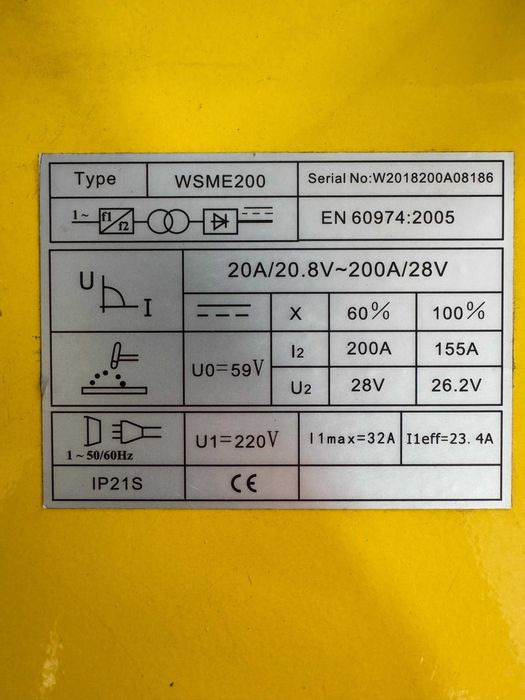 Type WSME200 Serial No:W2018200A08186
1~ f1 f2 EN 60974:2005
20A/20.8V~200A/28V
U I X 60% 100%
U0=59V I2 200A 155A
U2 28V 26.2V
1~50/60Hz U1=220V I1max=32A I1eff=23.4A
IP21S CE